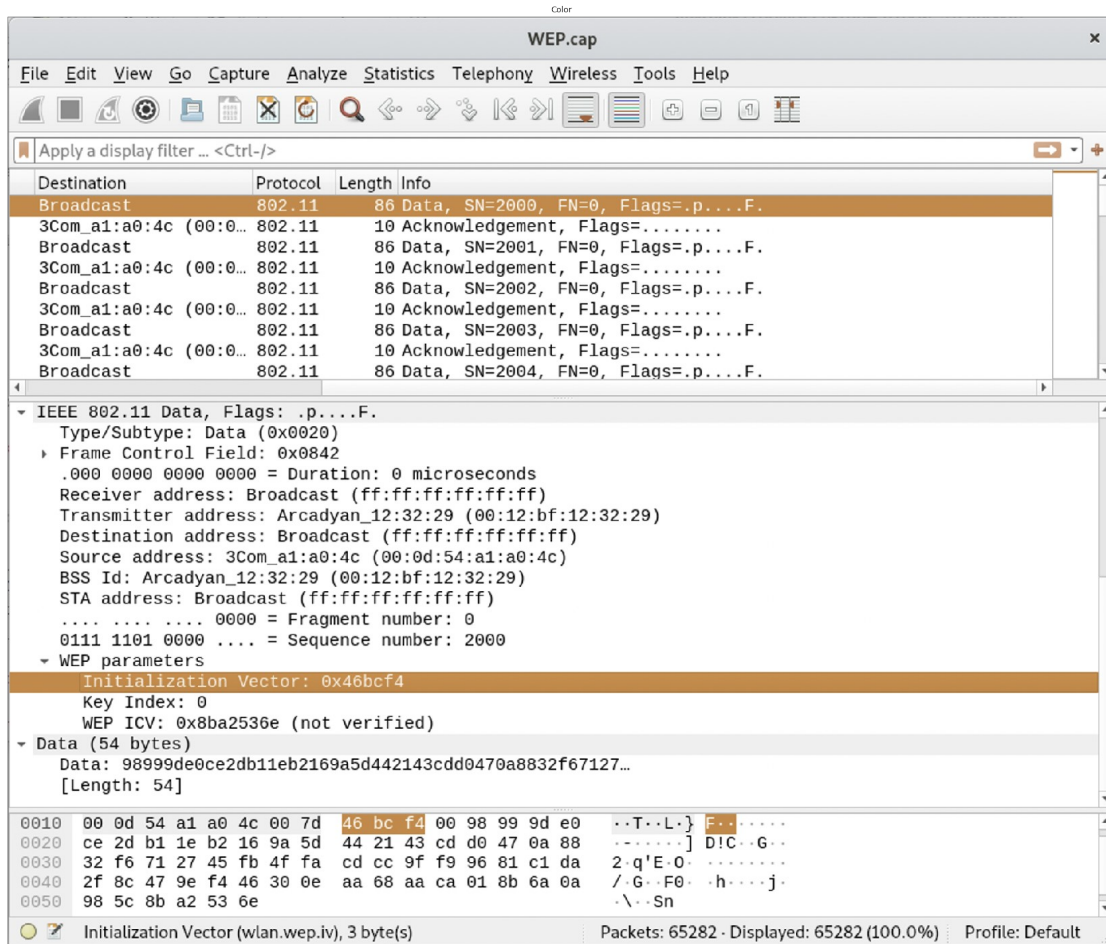 Color
WEP.cap
×
File Edit View Go Capture Analyze Statistics Telephony Wireless Tools Help
Apply a display filter ... <Ctrl-/>
Destination Protocol Length Info
Broadcast 802.11 86 Data, SN=2000, FN=0, Flags=.p....F.
3Com_a1:a0:4c (00:0… 802.11 10 Acknowledgement, Flags=........
Broadcast 802.11 86 Data, SN=2001, FN=0, Flags=.p....F.
3Com_a1:a0:4c (00:0… 802.11 10 Acknowledgement, Flags=........
Broadcast 802.11 86 Data, SN=2002, FN=0, Flags=.p....F.
3Com_a1:a0:4c (00:0… 802.11 10 Acknowledgement, Flags=........
Broadcast 802.11 86 Data, SN=2003, FN=0, Flags=.p....F.
3Com_a1:a0:4c (00:0… 802.11 10 Acknowledgement, Flags=........
Broadcast 802.11 86 Data, SN=2004, FN=0, Flags=.p....F.
IEEE 802.11 Data, Flags: .p....F.
Type/Subtype: Data (0x0020)
Frame Control Field: 0x0842
.000 0000 0000 0000 = Duration: 0 microseconds
Receiver address: Broadcast (ff:ff:ff:ff:ff:ff)
Transmitter address: Arcadyan_12:32:29 (00:12:bf:12:32:29)
Destination address: Broadcast (ff:ff:ff:ff:ff:ff)
Source address: 3Com_a1:a0:4c (00:0d:54:a1:a0:4c)
BSS Id: Arcadyan_12:32:29 (00:12:bf:12:32:29)
STA address: Broadcast (ff:ff:ff:ff:ff:ff)
.... .... .... 0000 = Fragment number: 0
0111 1101 0000 .... = Sequence number: 2000
WEP parameters
Initialization Vector: 0x46bcf4
Key Index: 0
WEP ICV: 0x8ba2536e (not verified)
Data (54 bytes)
Data: 98999de0ce2db11eb2169a5d442143cdd0470a8832f67127…
[Length: 54]
0010 00 0d 54 a1 a0 4c 00 7d 46 bc f4 00 98 99 9d e0 ··T··L·} F·······
0020 ce 2d b1 1e b2 16 9a 5d 44 21 43 cd d0 47 0a 88 ·-·····] D!C··G··
0030 32 f6 71 27 45 fb 4f fa cd cc 9f f9 96 81 c1 da 2·q'E·O· ········
0040 2f 8c 47 9e f4 46 30 0e aa 68 aa ca 01 8b 6a 0a /·G··F0· ·h····j·
0050 98 5c 8b a2 53 6e ·\··Sn
Initialization Vector (wlan.wep.iv), 3 byte(s) Packets: 65282 · Displayed: 65282 (100.0%) Profile: Default